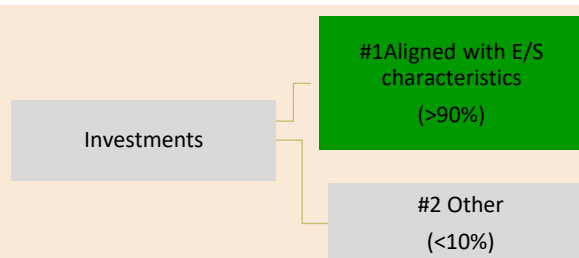 #1Aligned with E/S
characteristics
(>90%)
Investments
#2 Other
(<10%)